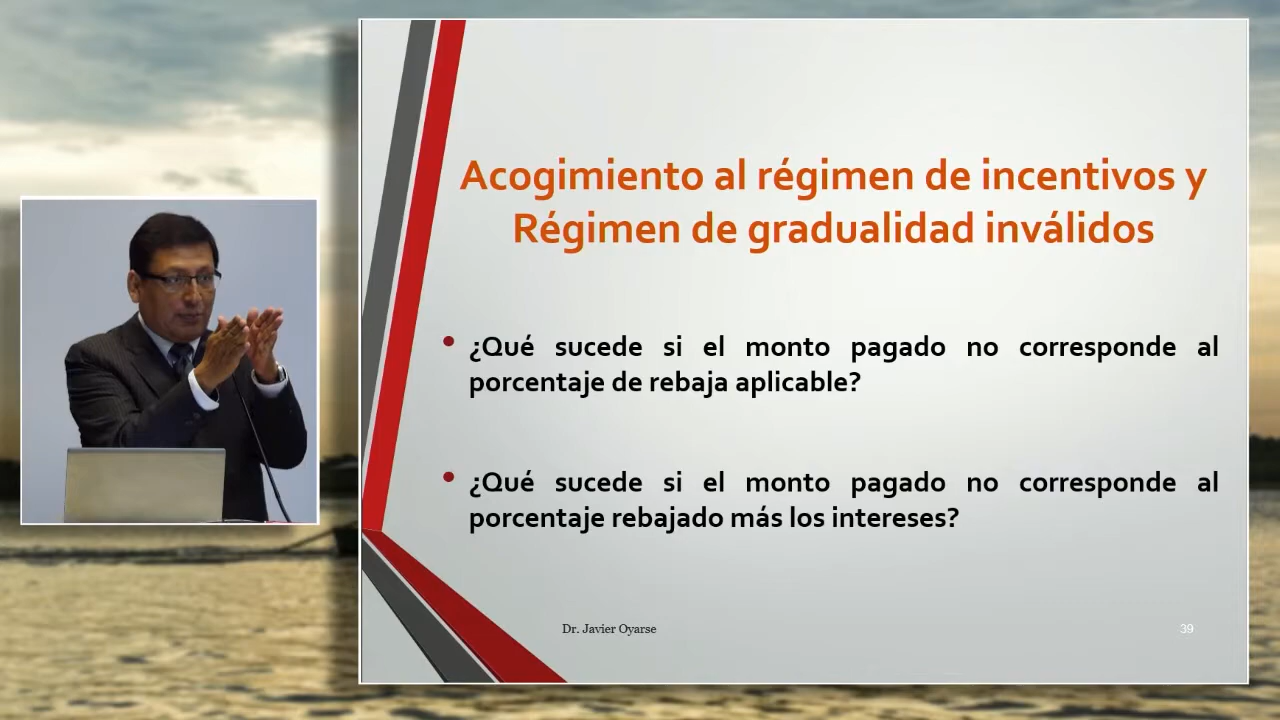 Acogimiento al régimen de incentivos y
Régimen de gradualidad inválidos
• ¿Qué sucede si el monto pagado no corresponde al
porcentaje de rebaja aplicable?
• ¿Qué sucede si el monto pagado no corresponde al
porcentaje rebajado más los intereses?
Dr. Javier Oyarse
39